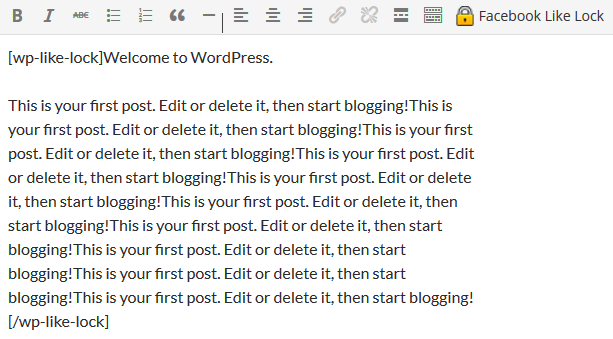 B I ABC Facebook Like Lock
[wp-like-lock]Welcome to WordPress.
This is your first post. Edit or delete it, then start blogging!This is
your first post. Edit or delete it, then start blogging!This is your first
post. Edit or delete it, then start blogging!This is your first post. Edit
or delete it, then start blogging!This is your first post. Edit or delete
it, then start blogging!This is your first post. Edit or delete it, then
start blogging!This is your first post. Edit or delete it, then start
blogging!This is your first post. Edit or delete it, then start
blogging!This is your first post. Edit or delete it, then start
blogging!This is your first post. Edit or delete it, then start blogging!
[/wp-like-lock]